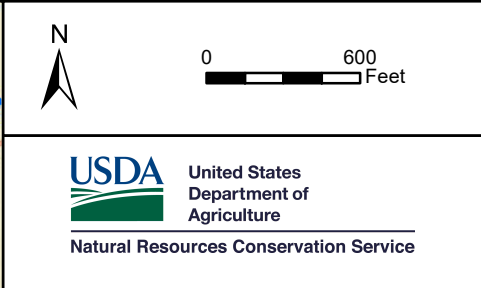 N
0 600
Feet
USDA
United States
Department of
Agriculture
Natural Resources Conservation Service